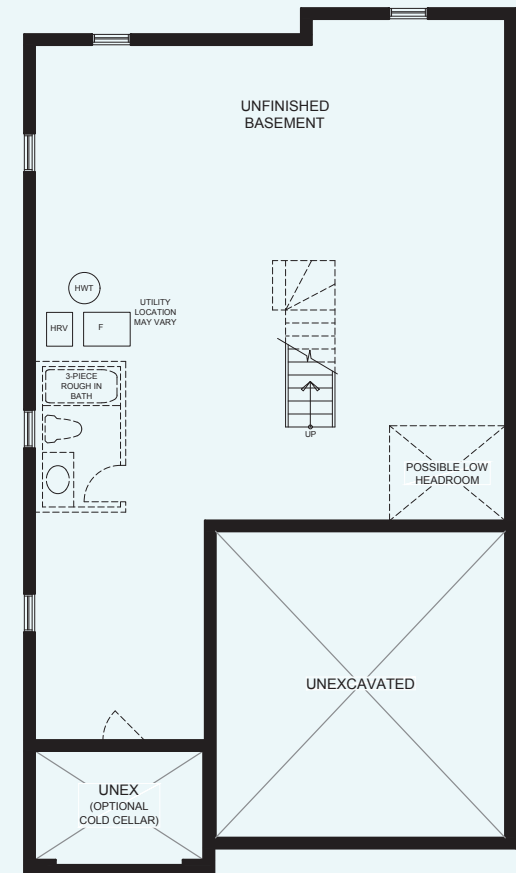 UNFINISHED
BASEMENT
HWT
UTILITY
LOCATION
MAY VARY
HRV
F
3-PIECE
ROUGH IN
BATH
UP
POSSIBLE LOW
HEADROOM
UNEXCAVATED
UNEX
(OPTIONAL
COLD CELLAR)